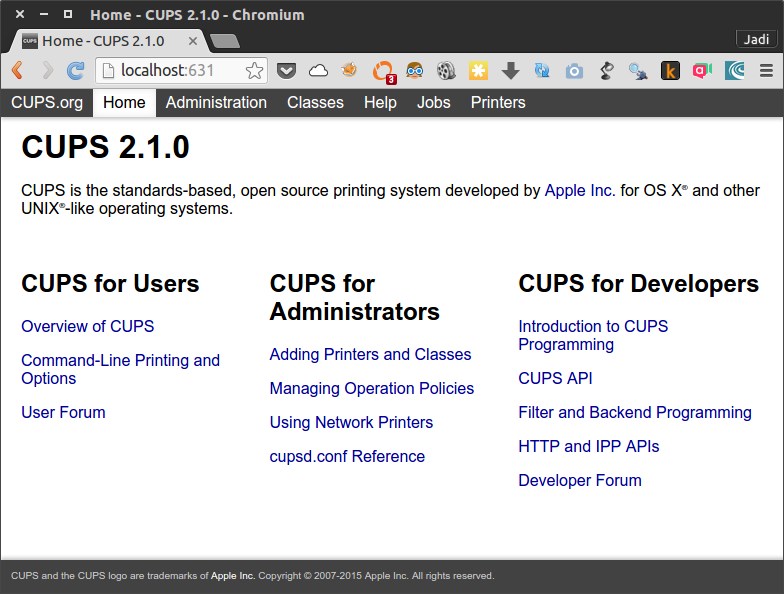 Home - CUPS 2.1.0 - Chromium
CUPS Home - CUPS 2.1.0
Jadi
localhost:631
3
k
CUPS.org Home Administration Classes Help Jobs Printers
CUPS 2.1.0
CUPS is the standards-based, open source printing system developed by Apple Inc. for OS X® and other
UNIX®-like operating systems.
CUPS for Users
Overview of CUPS
Command-Line Printing and
Options
User Forum
CUPS for
Administrators
Adding Printers and Classes
Managing Operation Policies
Using Network Printers
cupsd.conf Reference
CUPS for Developers
Introduction to CUPS
Programming
CUPS API
Filter and Backend Programming
HTTP and IPP APIs
Developer Forum
CUPS and the CUPS logo are trademarks of Apple Inc. Copyright © 2007-2015 Apple Inc. All rights reserved.